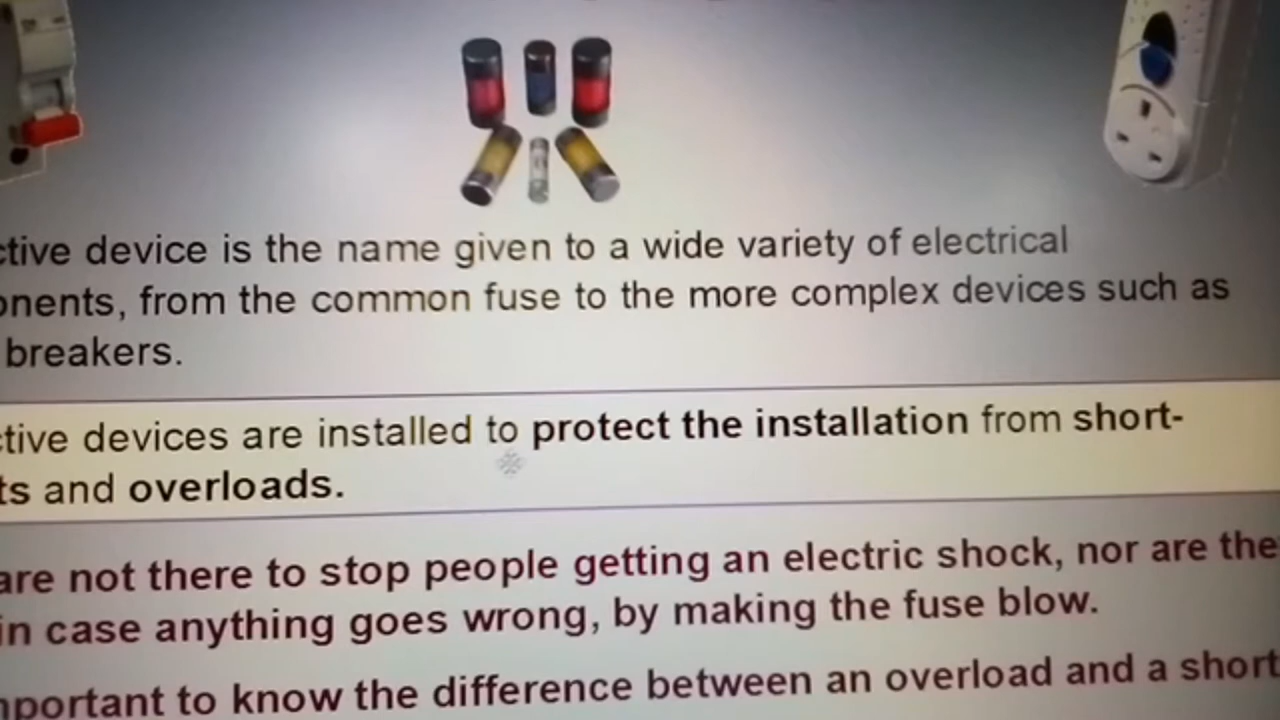 ctive device is the name given to a wide variety of electrical
onents, from the common fuse to the more complex devices such as
breakers.
ctive devices are installed to protect the installation from short-
ts and overloads.
are not there to stop people getting an electric shock, nor are the
in case anything goes wrong, by making the fuse blow.
mportant to know the difference between an overload and a short